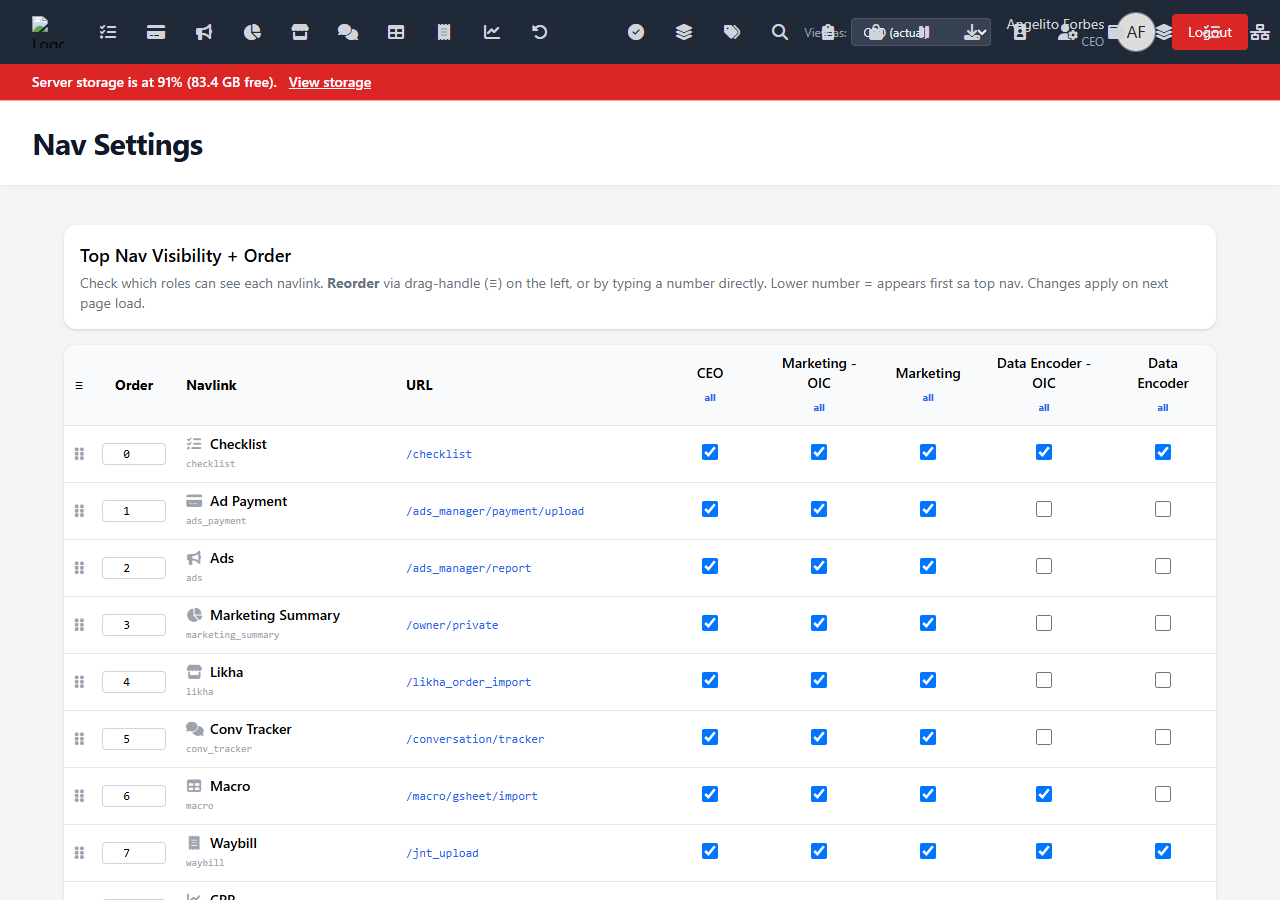 Logo
View as:
CEO (actual)
Angelito Forbes
CEO
AF
Logout
Server storage is at 91% (83.4 GB free). View storage
Nav Settings
Top Nav Visibility + Order
Check which roles can see each navlink. Reorder via drag-handle (≡) on the left, or by typing a number directly. Lower number = appears first sa top nav. Changes apply on next
page load.
≡ Order Navlink URL CEO all Marketing - OIC all Marketing all Data Encoder - OIC all Data Encoder all
0 Checklist /checklist
checklist
1 Ad Payment /ads_manager/payment/upload
ads_payment
2 Ads /ads_manager/report
ads
3 Marketing Summary /owner/private
marketing_summary
4 Likha /likha_order_import
likha
5 Conv Tracker /conversation/tracker
conv_tracker
6 Macro /macro/gsheet/import
macro
7 Waybill /jnt_upload
waybill